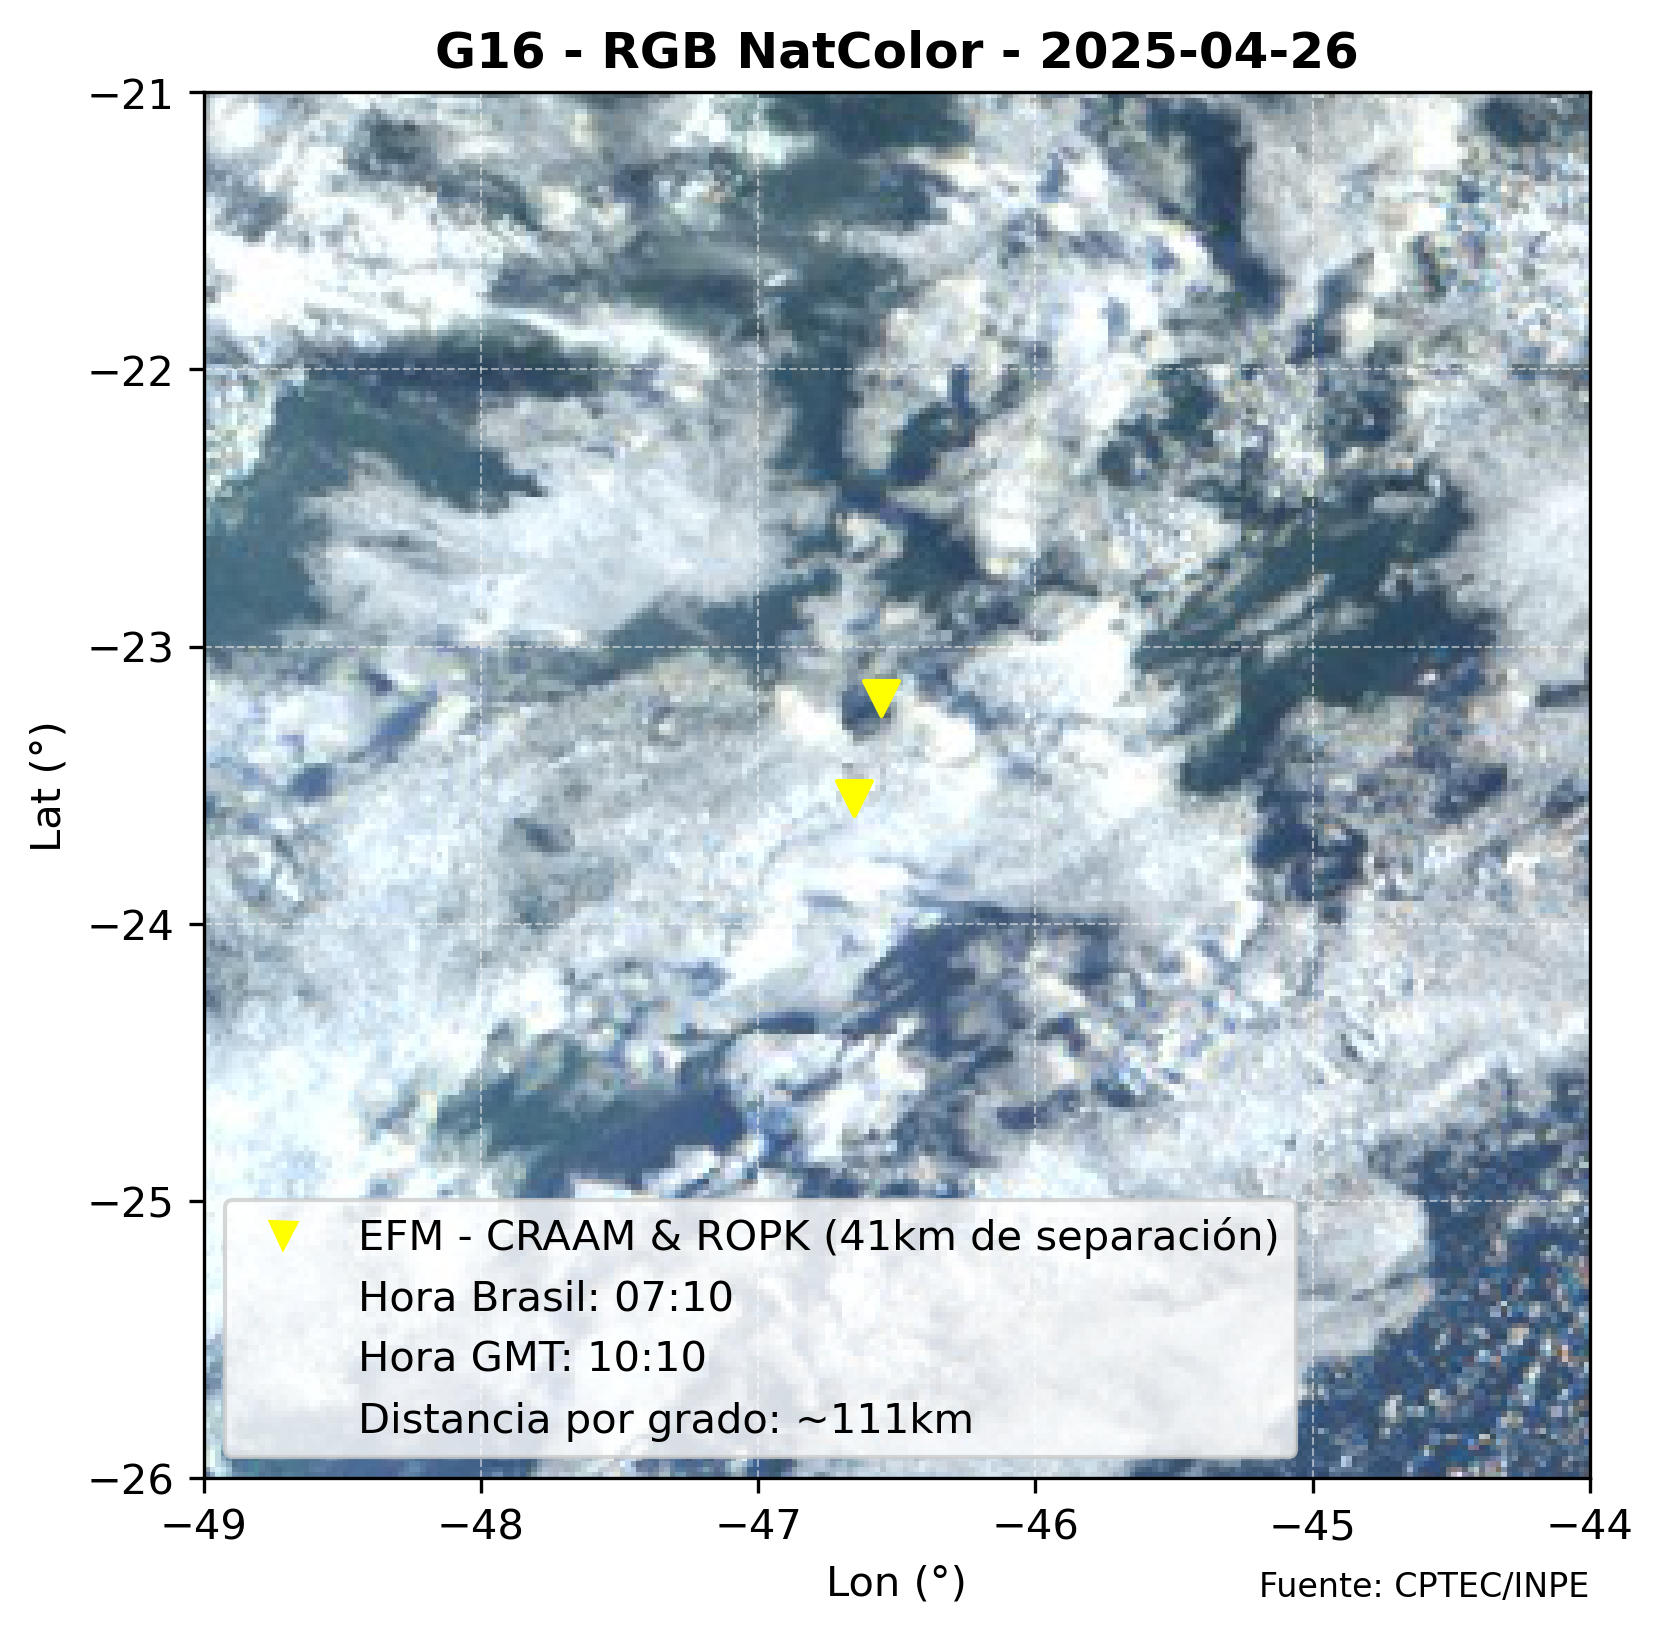 G16 - RGB NatColor - 2025-04-26
−21
−22
−23
−24
−25
−26
Lat (°)
EFM - CRAAM & ROPK (41km de separación)
Hora Brasil: 07:10
Hora GMT: 10:10
Distancia por grado: ~111km
−49 −48 −47 −46 −45 −44
Lon (°)
Fuente: CPTEC/INPE